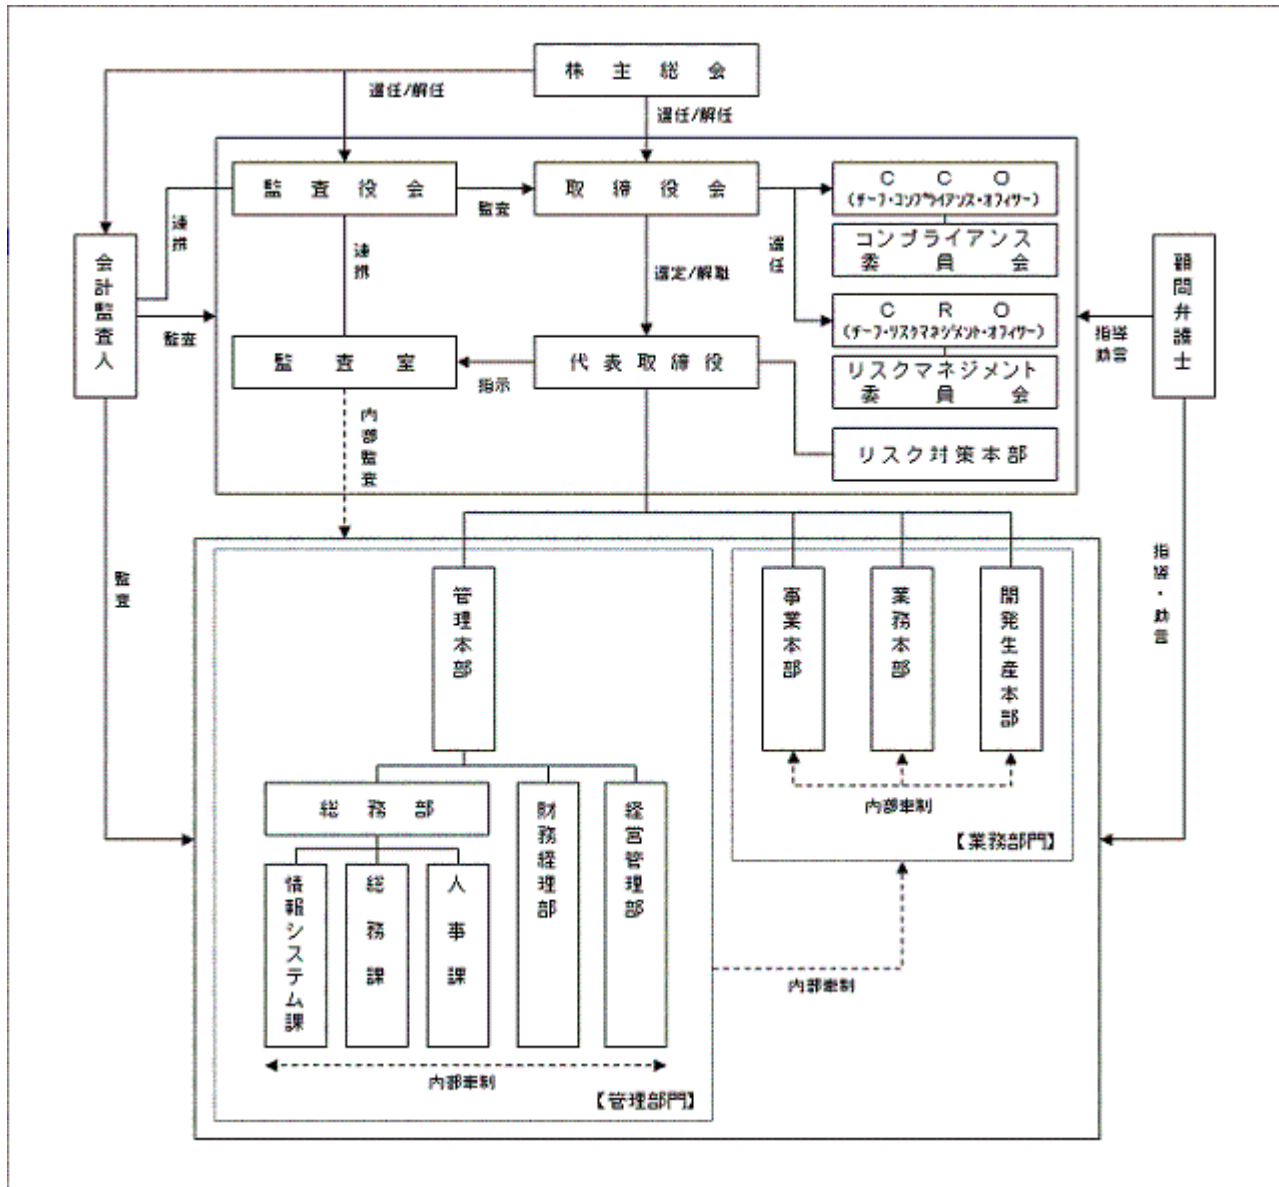 株主総会
選任/解任
選任/解任
監査役会
監査
取締役会
CCO
(チーフ・コンプライアンス・オフィサー)
コンプライアンス
委員会
連携
連携
選定/解職
選任
会計監査人
監査
CRO
(チーフ・リスクマネジメント・オフィサー)
リスクマネジメント
委員会
指導
助言
顧問弁護士
監査室
指示
代表取締役
リスク対策本部
内部監査
監査
指導・助言
管理本部
事業本部
業務本部
開発生産本部
内部牽制
【業務部門】
総務部
財務経理部
経営管理部
情報システム課
総務課
人事課
内部牽制
内部牽制
【管理部門】